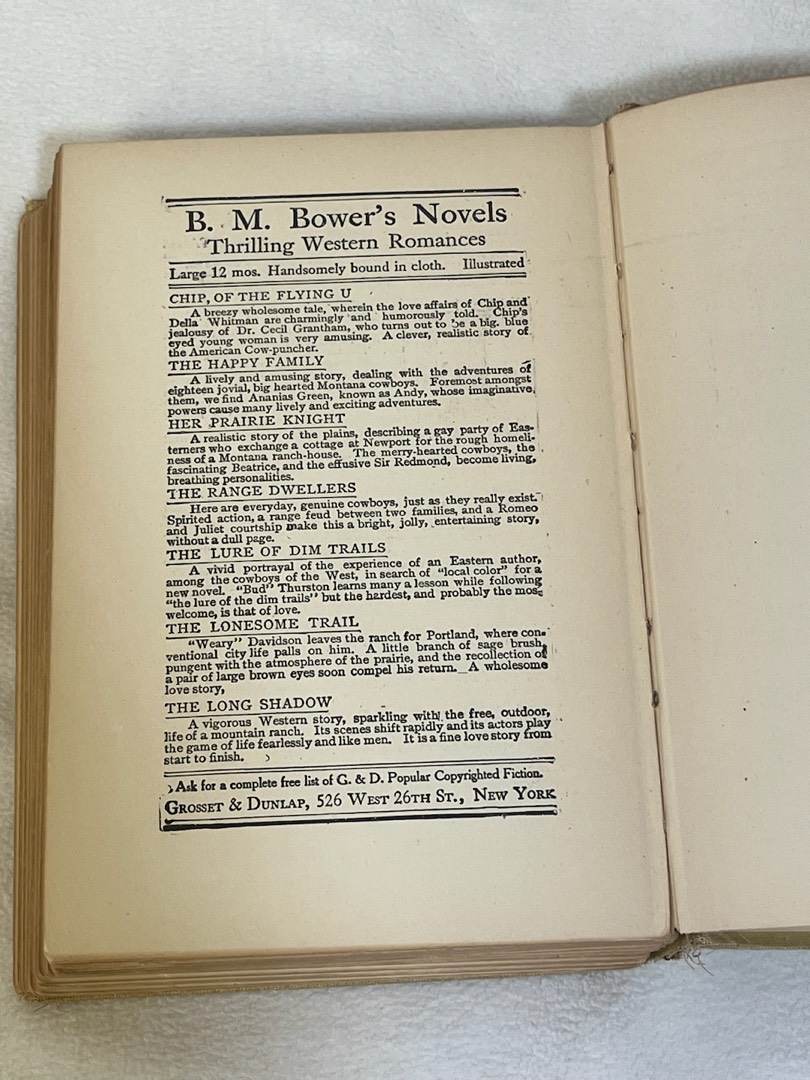 B. M. Bower's Novels
Thrilling Western Romances
Large 12 mos. Handsomely bound in cloth. Illustrated
CHIP, OF THE FLYING U
A breezy wholesome tale, wherein the love affairs of Chip and
Della Whitman are charmingly and humorously told. Chip's
jealousy of Dr. Cecil Grantham, who turns out to be a big. blue
eyed young woman is very amusing. A clever, realistic story of
the American Cow-puncher.
THE HAPPY FAMILY
A lively and amusing story, dealing with the adventures of
eighteen jovial, big hearted Montana cowboys. Foremost amongst
them, we find Ananias Green, known as Andy, whose imaginative
powers cause many lively and exciting adventures.
HER PRAIRIE KNIGHT
A realistic story of the plains, describing a gay party of Eas-
terners who exchange a cottage at Newport for the rough homeli-
ness of a Montana ranch-house. The merry-hearted cowboys, the
fascinating Beatrice, and the effusive Sir Redmond, become living,
breathing personalities.
THE RANGE DWELLERS
Here are everyday, genuine cowboys, just as they really exist.
Spirited action, a range feud between two families, and a Romeo
and Juliet courtship make this a bright, jolly, entertaining story,
without a dull page.
THE LURE OF DIM TRAILS
A vivid portrayal of the experience of an Eastern author,
among the cowboys of the West, in search of "local color" for a
new novel. "Bud" Thurston learns many a lesson while following
"the lure of the dim trails" but the hardest, and probably the most
welcome, is that of love.
THE LONESOME TRAIL
"Weary" Davidson leaves the ranch for Portland, where con-
ventional city life palls on him. A little branch of sage brush,
pungent with the atmosphere of the prairie, and the recollection of
a pair of large brown eyes soon compel his return. A wholesome
love story,
THE LONG SHADOW
A vigorous Western story, sparkling with the free, outdoor,
life of a mountain ranch. Its scenes shift rapidly and its actors play
the game of life fearlessly and like men. It is a fine love story from
start to finish.
Ask for a complete free list of G. & D. Popular Copyrighted Fiction.
GROSSET & DUNLAP, 526 WEST 26TH ST., NEW YORK